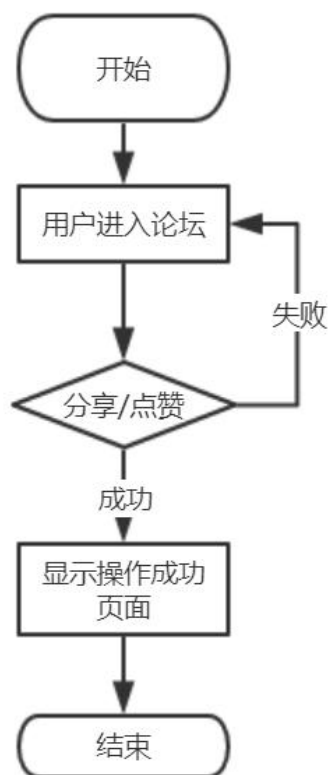 开始
用户进入论坛
失败
分享/点赞
成功
显示操作成功
页面
结束